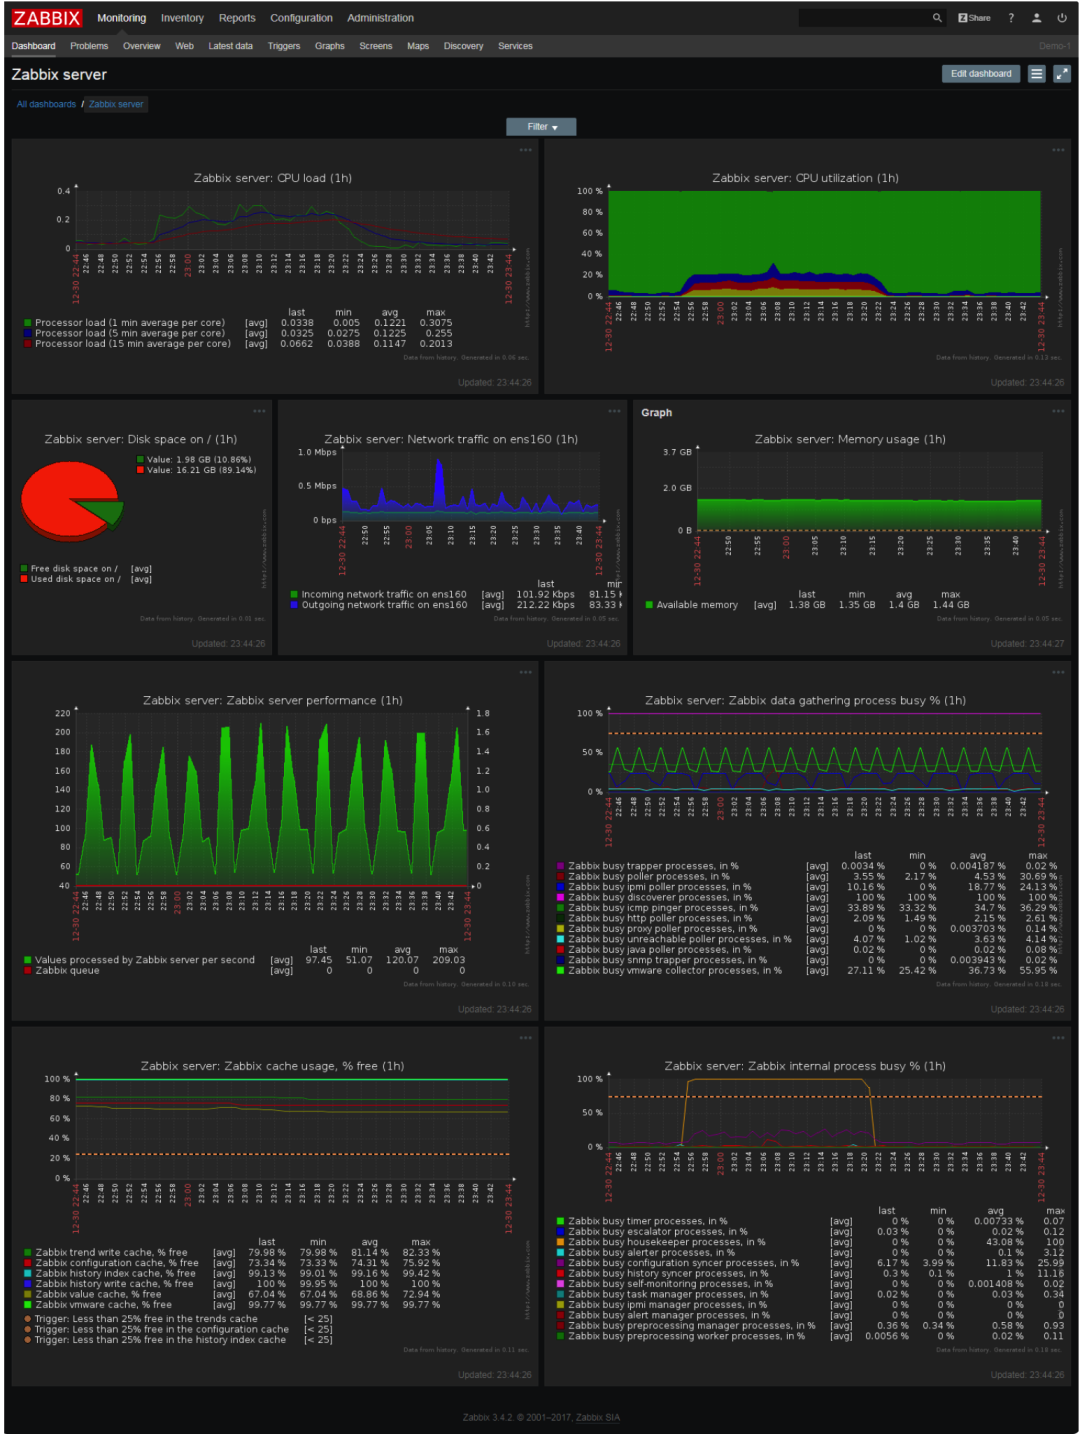 ZABBIX Monitoring Inventory Reports Configuration Administration Share ?
Dashboard Problems Overview Web Latest data Triggers Graphs Screens Maps Discovery Services Demo-1
Zabbix server Edit dashboard
All dashboards / Zabbix server
Filter
Zabbix server: CPU load (1h)
0.4
0.2
0
12-30 22:44 22:46 22:48 22:50 22:52 22:54 22:56 22:58 23:00 23:02 23:04 23:06 23:08 23:10 23:12 23:14 23:16 23:18 23:20 23:22 23:24 23:26 23:28 23:30 23:32 23:34 23:36 23:38 23:40 23:42 12-30 23:44
last min avg max
Processor load (1 min average per core) [avg] 0.0338 0.005 0.1221 0.3075
Processor load (5 min average per core) [avg] 0.0325 0.0275 0.1225 0.255
Processor load (15 min average per core) [avg] 0.0662 0.0388 0.1147 0.2013
Data from history. Generated in 0.06 sec.
Updated: 23:44:26
Zabbix server: CPU utilization (1h)
100 %
80 %
60 %
40 %
20 %
0 %
12-30 22:44 22:46 22:48 22:50 22:52 22:54 22:56 22:58 23:00 23:02 23:04 23:06 23:08 23:10 23:12 23:14 23:16 23:18 23:20 23:22 23:24 23:26 23:28 23:30 23:32 23:34 23:36 23:38 23:40 23:42 12-30 23:44
Data from history. Generated in 0.13 sec.
Updated: 23:44:26
Zabbix server: Disk space on / (1h)
Value: 1.98 GB (10.86%)
Value: 16.21 GB (89.14%)
Free disk space on / [avg]
Used disk space on / [avg]
Data from history. Generated in 0.01 sec.
Updated: 23:44:26
Zabbix server: Network traffic on ens160 (1h)
1.0 Mbps
0.5 Mbps
0 bps
12-30 22:44 22:50 22:55 23:00 23:05 23:10 23:15 23:20 23:25 23:30 23:35 23:40 12-30 23:44
last min
Incoming network traffic on ens160 [avg] 101.92 Kbps 81.15 K
Outgoing network traffic on ens160 [avg] 212.22 Kbps 83.33 K
Data from history. Generated in 0.05 sec.
Updated: 23:44:26
Graph
Zabbix server: Memory usage (1h)
3.7 GB
2.0 GB
0 B
12-30 22:44 22:50 22:55 23:00 23:05 23:10 23:15 23:20 23:25 23:30 23:35 23:40 12-30 23:44
last min avg max
Available memory [avg] 1.38 GB 1.35 GB 1.4 GB 1.44 GB
Data from history. Generated in 0.05 sec.
Updated: 23:44:27
Zabbix server: Zabbix server performance (1h)
220 1.8
200 1.6
180 1.4
160 1.2
140 1.0
120 0.8
100 0.6
80 0.4
60 0.2
40 0
12-30 22:44 22:46 22:48 22:50 22:52 22:54 22:56 22:58 23:00 23:02 23:04 23:06 23:08 23:10 23:12 23:14 23:16 23:18 23:20 23:22 23:24 23:26 23:28 23:30 23:32 23:34 23:36 23:38 23:40 23:42 12-30 23:44
last min avg max
Values processed by Zabbix server per second [avg] 97.45 51.07 120.07 209.03
Zabbix queue [avg] 0 0 0 0
Data from history. Generated in 0.10 sec.
Updated: 23:44:26
Zabbix server: Zabbix data gathering process busy % (1h)
100 %
50 %
0 %
12-30 22:44 22:46 22:48 22:50 22:52 22:54 22:56 22:58 23:00 23:02 23:04 23:06 23:08 23:10 23:12 23:14 23:16 23:18 23:20 23:22 23:24 23:26 23:28 23:30 23:32 23:34 23:36 23:38 23:40 23:42 12-30 23:44
last min avg max
Zabbix busy trapper processes, in % [avg] 0.0034 % 0 % 0.004187 % 0.02 %
Zabbix busy poller processes, in % [avg] 3.55 % 2.17 % 4.53 % 30.69 %
Zabbix busy ipmi poller processes, in % [avg] 10.16 % 0 % 18.77 % 24.13 %
Zabbix busy discoverer processes, in % [avg] 100 % 100 % 100 % 100 %
Zabbix busy icmp pinger processes, in % [avg] 33.89 % 33.32 % 34.7 % 36.29 %
Zabbix busy http poller processes, in % [avg] 2.09 % 1.49 % 2.15 % 2.61 %
Zabbix busy proxy poller processes, in % [avg] 0 % 0 % 0.003703 % 0.14 %
Zabbix busy unreachable poller processes, in % [avg] 4.07 % 1.02 % 3.63 % 4.14 %
Zabbix busy java poller processes, in % [avg] 0.02 % 0 % 0.02 % 0.08 %
Zabbix busy snmp trapper processes, in % [avg] 0 % 0 % 0.003943 % 0.02 %
Zabbix busy vmware collector processes, in % [avg] 27.11 % 25.42 % 36.73 % 55.95 %
Data from history. Generated in 0.18 sec.
Updated: 23:44:26
Zabbix server: Zabbix cache usage, % free (1h)
100 %
80 %
60 %
40 %
20 %
0 %
12-30 22:44 22:46 22:48 22:50 22:52 22:54 22:56 22:58 23:00 23:02 23:04 23:06 23:08 23:10 23:12 23:14 23:16 23:18 23:20 23:22 23:24 23:26 23:28 23:30 23:32 23:34 23:36 23:38 23:40 23:42 12-30 23:44
last min avg max
Zabbix trend write cache, % free [avg] 79.98 % 79.98 % 81.14 % 82.33 %
Zabbix configuration cache, % free [avg] 73.34 % 73.33 % 74.31 % 75.92 %
Zabbix history index cache, % free [avg] 99.13 % 99.01 % 99.16 % 99.42 %
Zabbix history write cache, % free [avg] 100 % 99.95 % 100 % 100 %
Zabbix value cache, % free [avg] 67.04 % 67.04 % 68.86 % 72.94 %
Zabbix vmware cache, % free [avg] 99.77 % 99.77 % 99.77 % 99.77 %
Trigger: Less than 25% free in the trends cache [< 25]
Trigger: Less than 25% free in the configuration cache [< 25]
Trigger: Less than 25% free in the history index cache [< 25]
Data from history. Generated in 0.11 sec.
Updated: 23:44:26
Zabbix server: Zabbix internal process busy % (1h)
100 %
50 %
0 %
12-30 22:44 22:46 22:48 22:50 22:52 22:54 22:56 22:58 23:00 23:02 23:04 23:06 23:08 23:10 23:12 23:14 23:16 23:18 23:20 23:22 23:24 23:26 23:28 23:30 23:32 23:34 23:36 23:38 23:40 23:42 12-30 23:44
last min avg max
Zabbix busy timer processes, in % [avg] 0 % 0 % 0.00733 % 0.07
Zabbix busy escalator processes, in % [avg] 0.03 % 0 % 0.02 % 0.12
Zabbix busy housekeeper processes, in % [avg] 0 % 0 % 43.08 % 100
Zabbix busy alerter processes, in % [avg] 0 % 0 % 0.1 % 3.12
Zabbix busy configuration syncer processes, in % [avg] 6.17 % 3.99 % 11.83 % 25.99
Zabbix busy history syncer processes, in % [avg] 0.3 % 0.1 % 1 % 11.16
Zabbix busy self-monitoring processes, in % [avg] 0 % 0 % 0.001408 % 0.02
Zabbix busy task manager processes, in % [avg] 0.02 % 0 % 0.03 % 0.34
Zabbix busy ipmi manager processes, in % [avg] 0 % 0 % 0 % 0
Zabbix busy alert manager processes, in % [avg] 0 % 0 % 0 % 0
Zabbix busy preprocessing manager processes, in % [avg] 0.36 % 0.34 % 0.58 % 0.93
Zabbix busy preprocessing worker processes, in % [avg] 0.0056 % 0 % 0.02 % 0.11
Data from history. Generated in 0.18 sec.
Updated: 23:44:26
Zabbix 3.4.2. © 2001–2017, Zabbix SIA